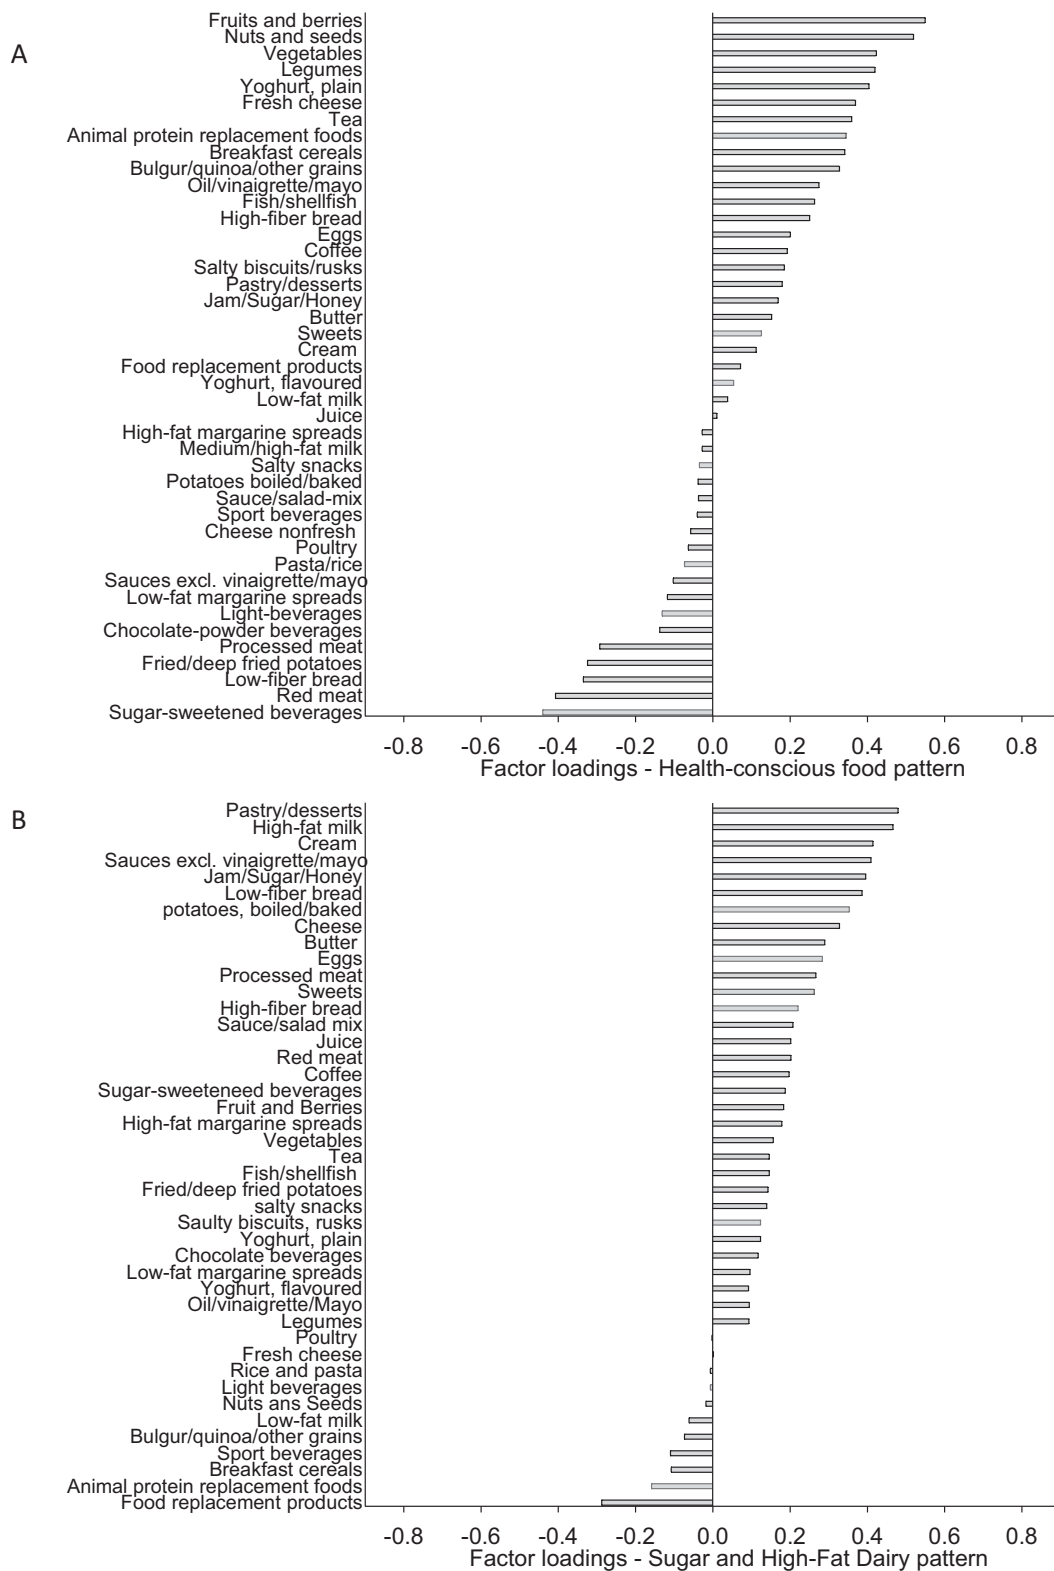 A
Fruits and berries
Nuts and seeds
Vegetables
Legumes
Yoghurt, plain
Fresh cheese
Tea
Animal protein replacement foods
Breakfast cereals
Bulgur/quinoa/other grains
Oil/vinaigrette/mayo
Fish/shellfish
High-fiber bread
Eggs
Coffee
Salty biscuits/rusks
Pastry/desserts
Jam/Sugar/Honey
Butter
Sweets
Cream
Food replacement products
Yoghurt, flavoured
Low-fat milk
Juice
High-fat margarine spreads
Medium/high-fat milk
Salty snacks
Potatoes boiled/baked
Sauce/salad-mix
Sport beverages
Cheese nonfresh
Poultry
Pasta/rice
Sauces excl. vinaigrette/mayo
Low-fat margarine spreads
Light-beverages
Chocolate-powder beverages
Processed meat
Fried/deep fried potatoes
Low-fiber bread
Red meat
Sugar-sweetened beverages
-0.8 -0.6 -0.4 -0.2 0.0 0.2 0.4 0.6 0.8
Factor loadings - Health-conscious food pattern
B
Pastry/desserts
High-fat milk
Cream
Sauces excl. vinaigrette/mayo
Jam/Sugar/Honey
Low-fiber bread
potatoes, boiled/baked
Cheese
Butter
Eggs
Processed meat
Sweets
High-fiber bread
Sauce/salad mix
Juice
Red meat
Coffee
Sugar-sweeteneed beverages
Fruit and Berries
High-fat margarine spreads
Vegetables
Tea
Fish/shellfish
Fried/deep fried potatoes
salty snacks
Saulty biscuits, rusks
Yoghurt, plain
Chocolate beverages
Low-fat margarine spreads
Yoghurt, flavoured
Oil/vinaigrette/Mayo
Legumes
Poultry
Fresh cheese
Rice and pasta
Light beverages
Nuts ans Seeds
Low-fat milk
Bulgur/quinoa/other grains
Sport beverages
Breakfast cereals
Animal protein replacement foods
Food replacement products
-0.8 -0.6 -0.4 -0.2 0.0 0.2 0.4 0.6 0.8
Factor loadings - Sugar and High-Fat Dairy pattern